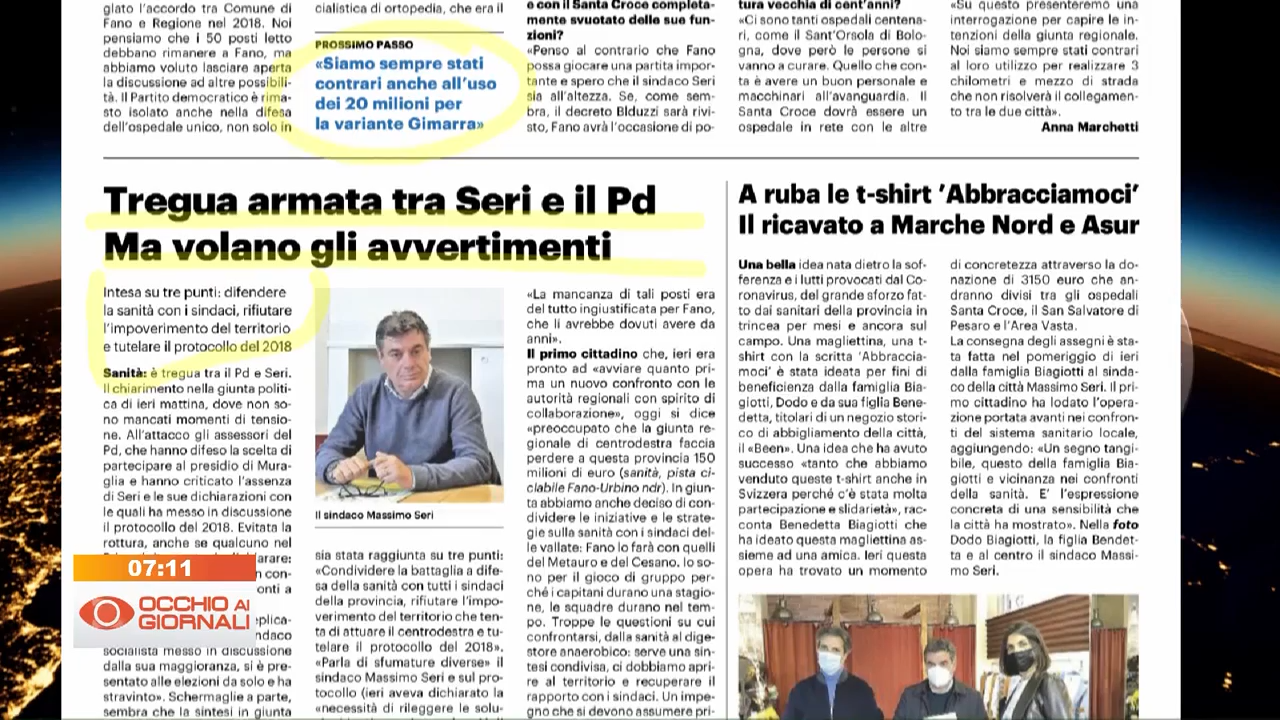 glato l'accordo tra Comune di
Fano e Regione nel 2018. Noi
pensiamo che i 50 posti letto
debbano rimanere a Fano, ma
abbiamo voluto lasciare aperta
la discussione ad altre possibili-
tà. Il Partito democratico è rima-
sto isolato anche nella difesa
dell'ospedale unico, non solo in
cialistica di ortopedia, che era il
PROSSIMO PASSO
«Siamo sempre stati
contrari anche all'uso
dei 20 milioni per
la variante Gimarra»
e con il Santa Croce completa-
mente svuotato delle sue fun-
zioni?
«Penso al contrario che Fano
possa giocare una partita impor-
tante e spero che il sindaco Seri
sia all'altezza. Se, come sem-
bra, il decreto Blduzzi sarà rivi-
sto, Fano avrà l'occasione di po-
tura vecchia di cent'anni?
«Ci sono tanti ospedali centena-
ri, come il Sant'Orsola di Bolo-
gna, dove però le persone si
vanno a curare. Quello che con-
ta è avere un buon personale e
macchinari all'avanguardia. Il
Santa Croce dovrà essere un
ospedale in rete con le altre
«Su questo presenteremo una
interrogazione per capire le in-
tenzioni della giunta regionale.
Noi siamo sempre stati contrari
al loro utilizzo per realizzare 3
chilometri e mezzo di strada
che non risolverà il collegamen-
to tra le due città».
Anna Marchetti
Tregua armata tra Seri e il Pd
Ma volano gli avvertimenti
Intesa su tre punti: difendere
la sanità con i sindaci, rifiutare
l'impoverimento del territorio
e tutelare il protocollo del 2018
Sanità: è tregua tra il Pd e Seri.
Il chiarimento nella giunta politi-
ca di ieri mattina, dove non so-
no mancati momenti di tensio-
ne. All'attacco gli assessori del
Pd, che hanno difeso la scelta di
partecipare al presidio di Mura-
glia e hanno criticato l'assenza
di Seri e le sue dichiarazioni con
le quali ha messo in discussione
il protocollo del 2018. Evitata la
rottura, anche se qualcuno nel
07:11
OCCHIO AI
GIORNALI
socialista messo in discussione
dalla sua maggioranza, si è pre-
sentato alle elezioni da solo e ha
stravinto». Schermaglie a parte,
sembra che la sintesi in giunta
Il sindaco Massimo Seri
sia stata raggiunta su tre punti:
«Condividere la battaglia a dife-
sa della sanità con tutti i sindaci
della provincia, rifiutare l'impo-
verimento del territorio che ten-
ta di attuare il centrodestra e tu-
telare il protocollo del 2018».
«Parla di sfumature diverse» il
sindaco Massimo Seri e sul pro-
tocollo (ieri aveva dichiarato la
«necessità di rileggere le solu-
«La mancanza di tali posti era
del tutto ingiustificata per Fano,
che li avrebbe dovuti avere da
anni».
Il primo cittadino che, ieri era
pronto ad «avviare quanto pri-
ma un nuovo confronto con le
autorità regionali con spirito di
collaborazione», oggi si dice
«preoccupato che la giunta re-
gionale di centrodestra faccia
perdere a questa provincia 150
milioni di euro (sanità, pista ci-
clabile Fano-Urbino ndr). In giun-
ta abbiamo anche deciso di con-
dividere le iniziative e le strate-
gie sulla sanità con i sindaci del-
le vallate: Fano lo farà con quelli
del Metauro e del Cesano. Io so-
no per il gioco di gruppo per-
ché i capitani durano una stagio-
ne, le squadre durano nel tem-
po. Troppe le questioni su cui
confrontarsi, dalla sanità al dige-
store anaerobico: serve una sin-
tesi condivisa, ci dobbiamo apri-
re al territorio e recuperare il
rapporto con i sindaci. Un impe-
gno che si devono assumere pri-
A ruba le t-shirt 'Abbracciamoci'
Il ricavato a Marche Nord e Asur
Una bella idea nata dietro la sof-
ferenza e i lutti provocati dal Co-
ronavirus, del grande sforzo fat-
to dai sanitari della provincia in
trincea per mesi e ancora sul
campo. Una magliettina, una t-
shirt con la scritta 'Abbraccia-
moci' è stata ideata per fini di
beneficienza dalla famiglia Bia-
giotti, Dodo e da sua figlia Bene-
detta, titolari di un negozio stori-
co di abbigliamento della città,
il «Been». Una idea che ha avuto
successo «tanto che abbiamo
venduto queste t-shirt anche in
Svizzera perché c'è stata molta
partecipazione e slidarietà», rac-
conta Benedetta Biagiotti che
ha ideato questa magliettina as-
sieme ad una amica. Ieri questa
opera ha trovato un momento
di concretezza attraverso la do-
nazione di 3150 euro che an-
dranno divisi tra gli ospedali
Santa Croce, il San Salvatore di
Pesaro e l'Area Vasta.
La consegna degli assegni è sta-
ta fatta nel pomeriggio di ieri
dalla famiglia Biagiotti al sinda-
co della città Massimo Seri. Il pri-
mo cittadino ha lodato l'opera-
zione portata avanti nei confron-
ti del sistema sanitario locale,
aggiungendo: «Un segno tangi-
bile, questo della famiglia Bia-
giotti e vicinanza nei confronti
della sanità. E' l'espressione
concreta di una sensibilità che
la città ha mostrato». Nella foto
Dodo Biagiotti, la figlia Bendet-
ta e al centro il sindaco Massi-
mo Seri.